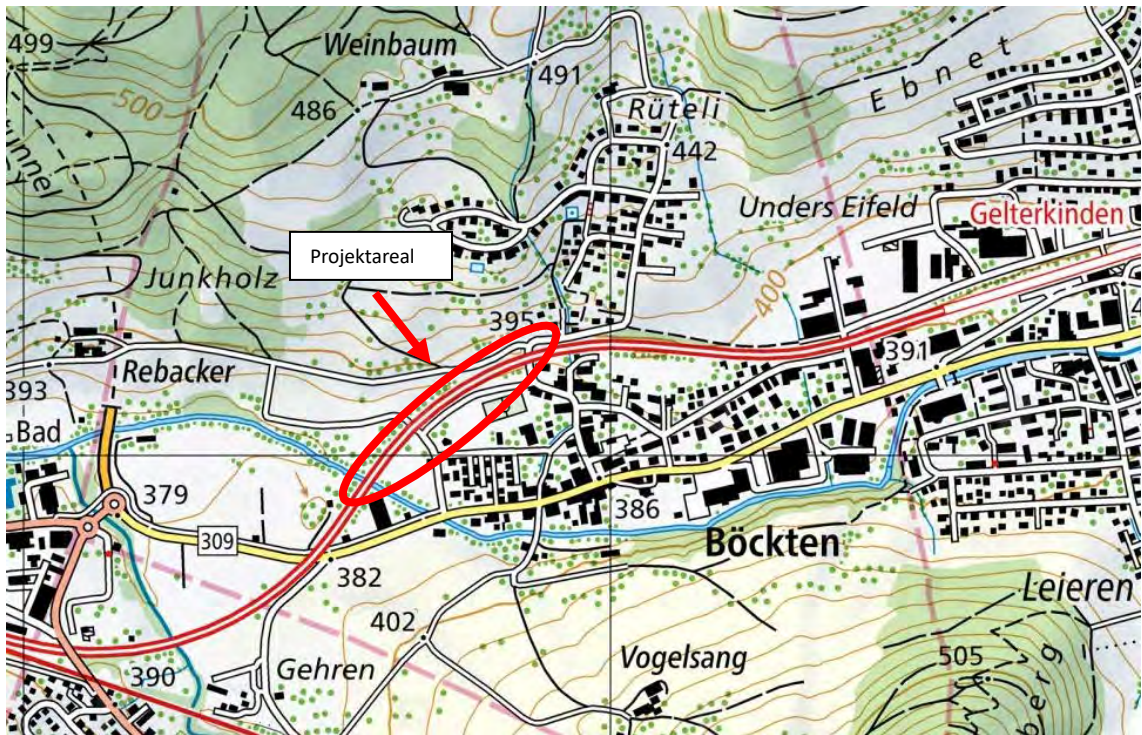 499
Weinbaum
491
500
486
Rüteli
442
Ebnet
Unders Eifeld
Gelterkinden
Projektareal
Junkholz
400
395
391
393
Rebacker
Bad
379
309
382
386
Böckten
402
Leieren
Gehren
390
Vogelsang
505
berg